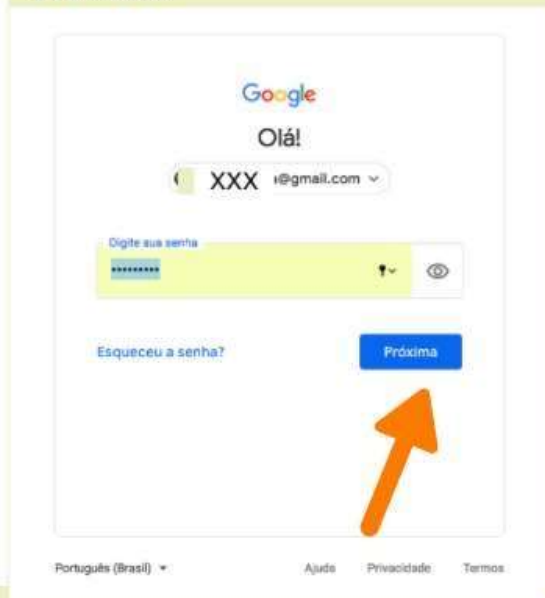 Google
Olá!
XXX @gmail.com
Digite sua senha
•••••••••
Esqueceu a senha? Próxima
Português (Brasil) Ajuda Privacidade Termos